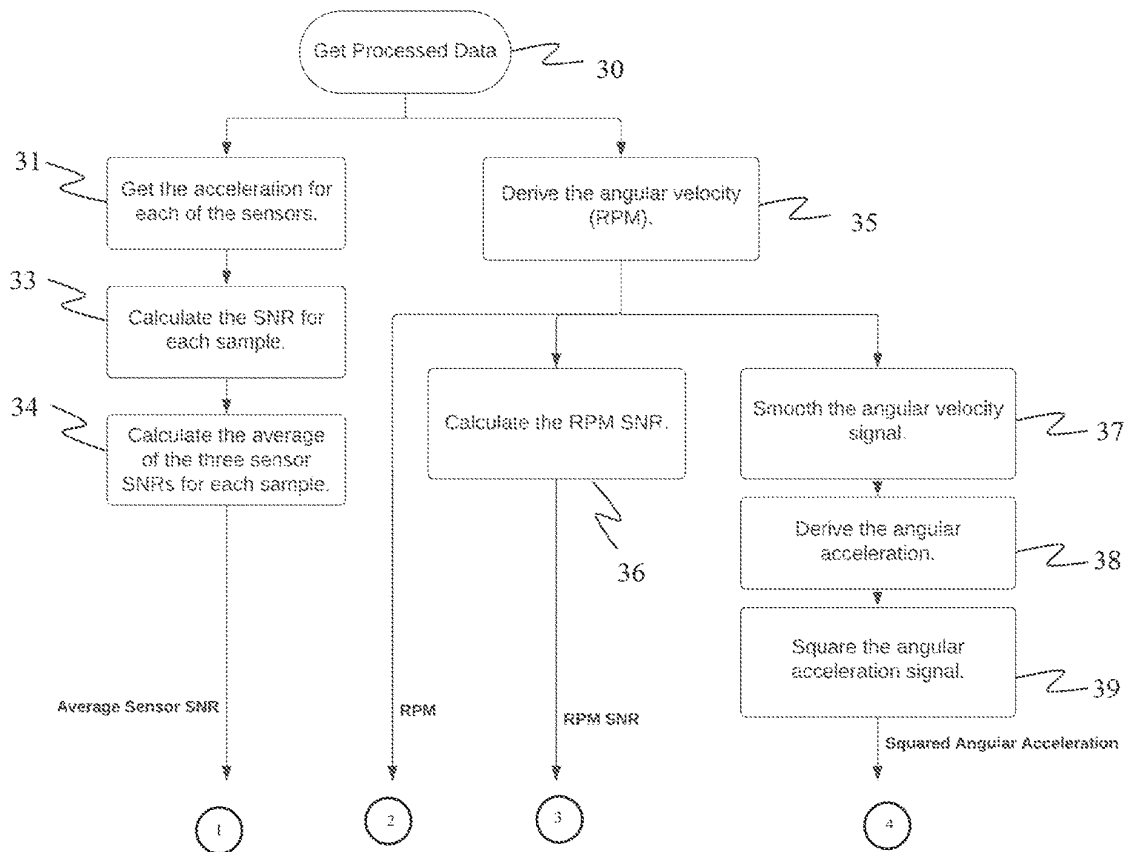 Get Processed Data
30
31
Get the acceleration for
each of the sensors.
Derive the angular velocity
(RPM).
35
33
Calculate the SNR for
each sample.
34
Calculate the average
of the three sensor
SNRs for each sample.
Calculate the RPM SNR.
36
Smooth the angular velocity
signal.
37
Derive the angular
acceleration.
38
Square the angular
acceleration signal.
39
Average Sensor SNR
RPM
RPM SNR
Squared Angular Acceleration
1
2
3
4